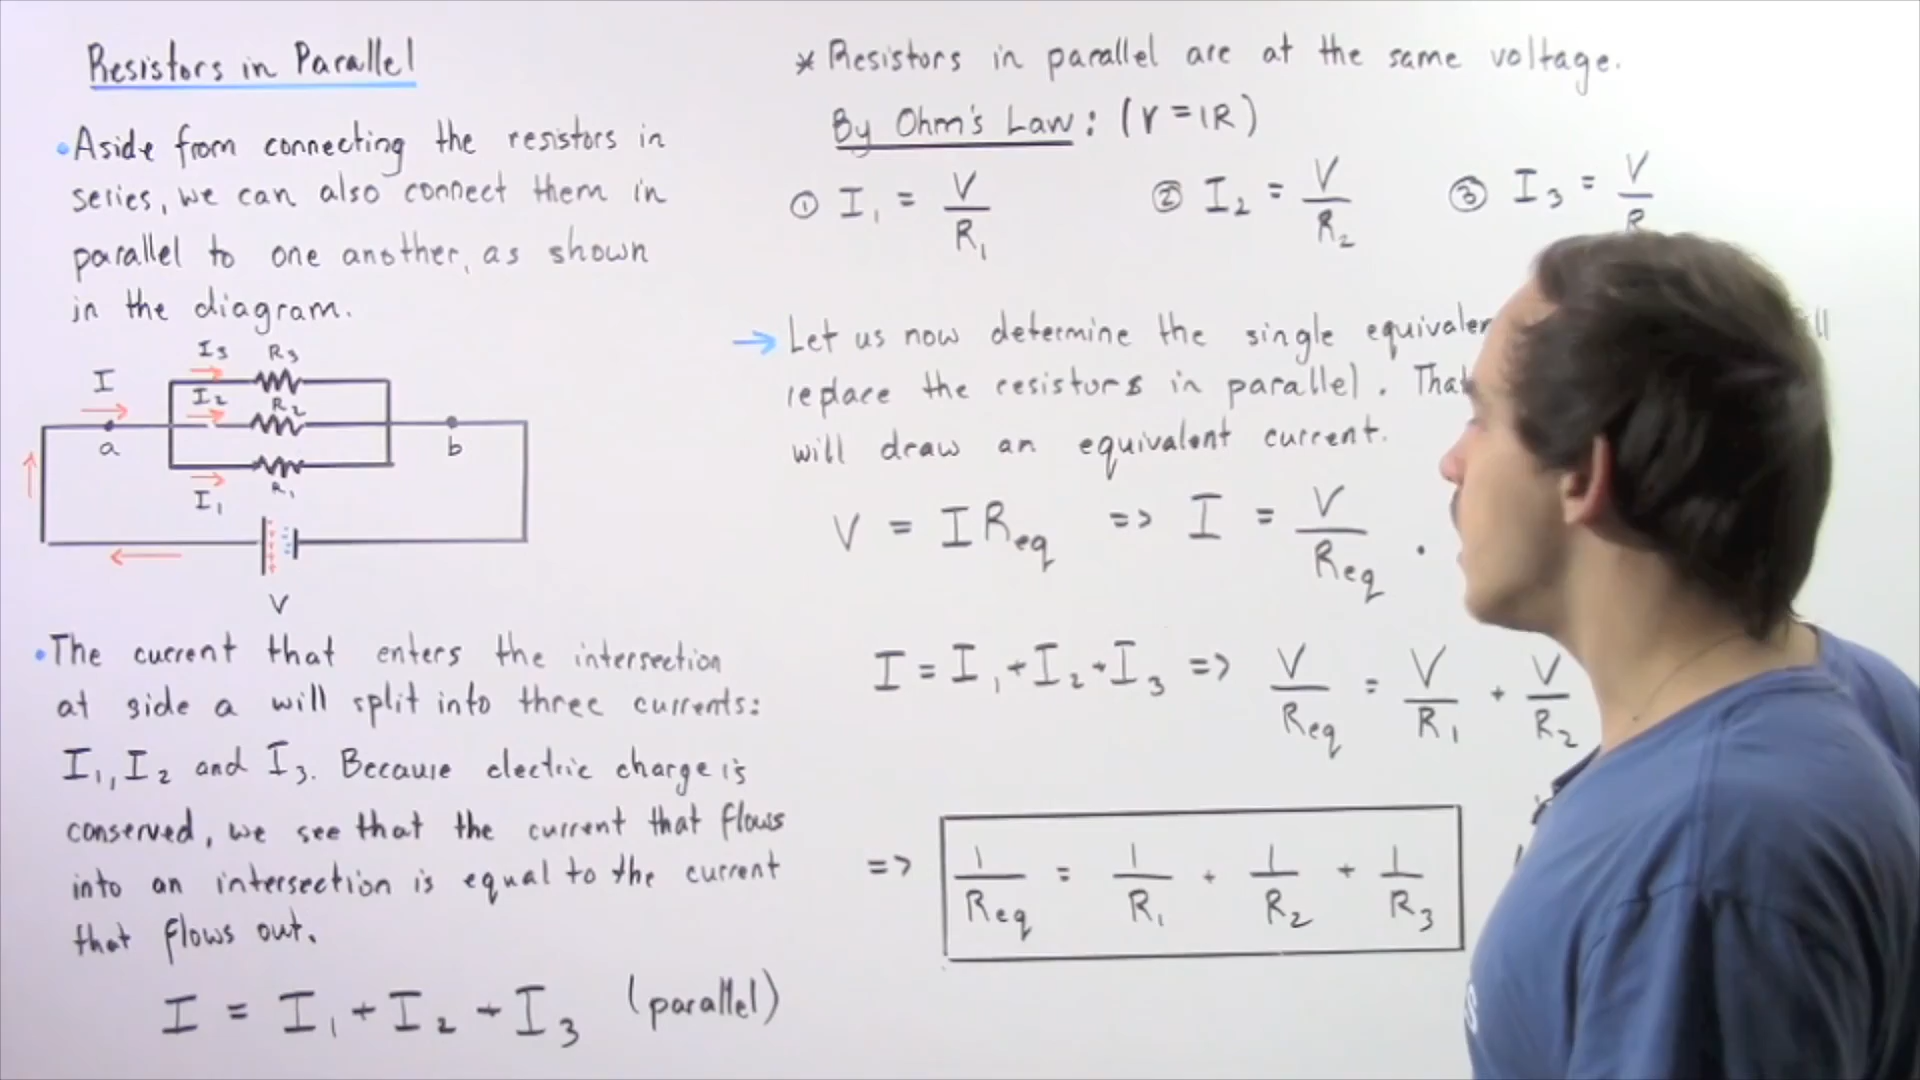 Resistors in Parallel
• Aside from connecting the resistors in
series, we can also connect them in
parallel to one another, as shown
in the diagram.
I₃ R₃
I
I₂ R₂
a b
I₁ R₁
V
• The current that enters the intersection
at side a will split into three currents:
I₁, I₂ and I₃. Because electric charge is
conserved, we see that the current that flows
into an intersection is equal to the current
that flows out.
I = I₁ + I₂ + I₃ (parallel)
* Resistors in parallel are at the same voltage.
By Ohm's Law: (V = IR)
① I₁ = V/R₁ ② I₂ = V/R₂ ③ I₃ = V/R
→ Let us now determine the single
replace the resistors in parallel. That
will draw an equivalent current.
V = I Req => I = V/Req .
I = I₁ + I₂ + I₃ => V/Req = V/R₁ + V/R₂
=> 1/Req = 1/R₁ + 1/R₂ + 1/R₃